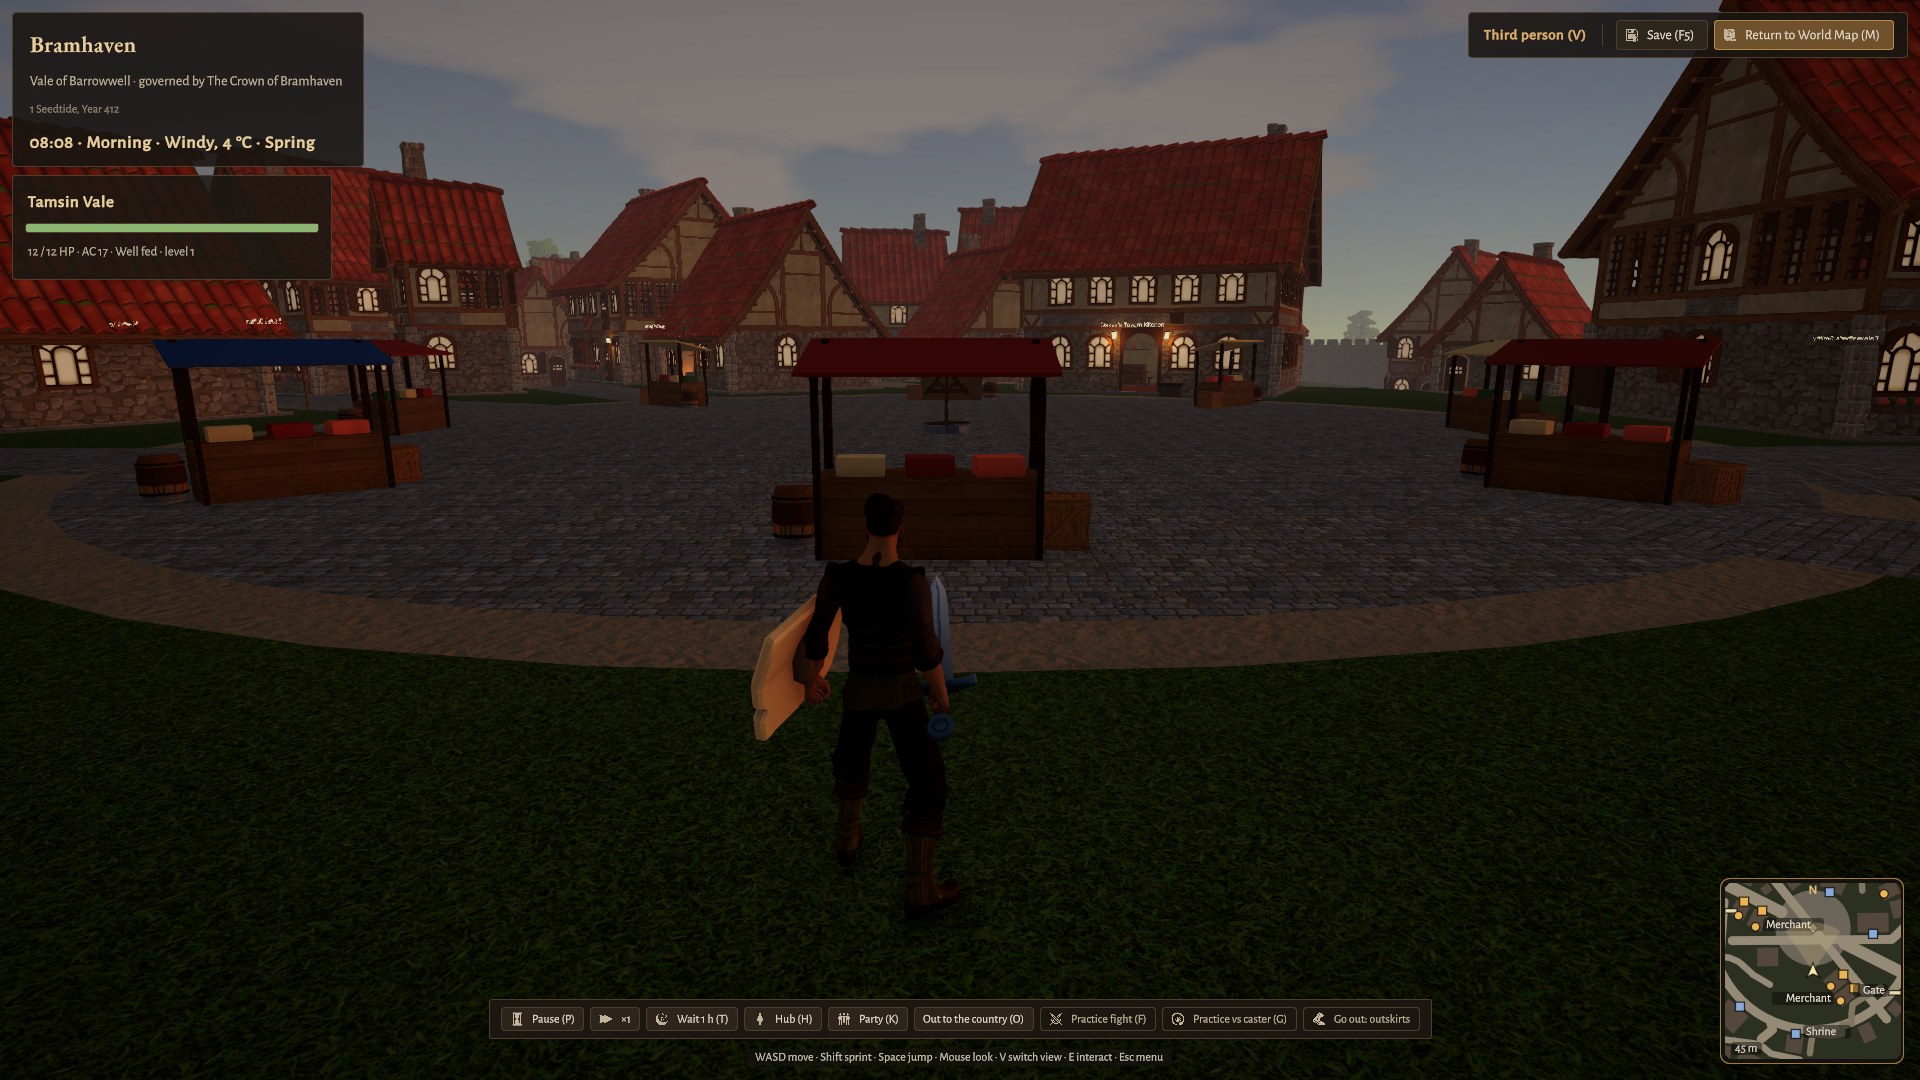 Bramhaven
Vale of Barrowwell · governed by The Crown of Bramhaven
1 Seedtide, Year 412
08:08 · Morning · Windy, 4 °C · Spring
Tamsin Vale
12 / 12 HP · AC 17 · Well fed · level 1
Third person (V)
Save (F5)
Return to World Map (M)
N
Merchant
Merchant
Gate
Shrine
45 m
Pause (P)
×1
Wait 1 h (T)
Hub (H)
Party (K)
Out to the country (O)
Practice fight (F)
Practice vs caster (G)
Go out: outskirts
WASD move · Shift sprint · Space jump · Mouse look · V switch view · E interact · Esc menu